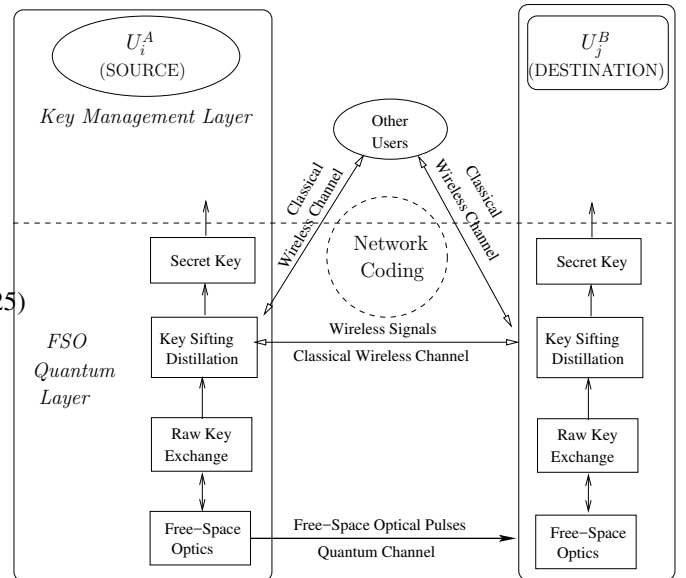 U_i^A
(SOURCE)
Key Management Layer
U_j^B
(DESTINATION)
Other
Users
Classical
Wireless Channel
Classical
Wireless Channel
Network
Coding
Secret Key
Secret Key
25)
FSO
Quantum
Layer
Key Sifting
Distillation
Wireless Signals
Classical Wireless Channel
Key Sifting
Distillation
Raw Key
Exchange
Raw Key
Exchange
Free-Space
Optics
Free-Space Optical Pulses
Quantum Channel
Free-Space
Optics